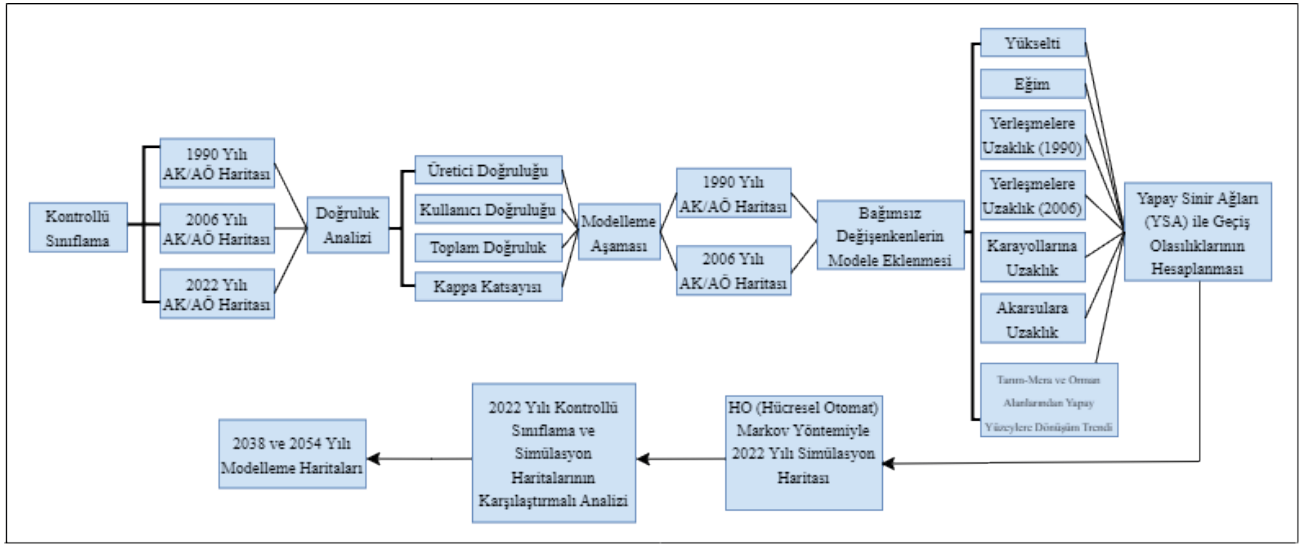 Kontrollü
Sınıflama
1990 Yılı
AK/AÖ Haritası
2006 Yılı
AK/AÖ Haritası
2022 Yılı
AK/AÖ Haritası
Doğruluk
Analizi
Üretici Doğruluğu
Kullanıcı Doğruluğu
Toplam Doğruluk
Kappa Katsayısı
Modelleme
Aşaması
1990 Yılı
AK/AÖ Haritası
2006 Yılı
AK/AÖ Haritası
Bağımsız
Değişenkenlerin
Modele Eklenmesi
Yükselti
Eğim
Yerleşmelere
Uzaklık (1990)
Yerleşmelere
Uzaklık (2006)
Karayollarına
Uzaklık
Akarsulara
Uzaklık
Tarım-Mera ve Orman
Alanlarından Yapay
Yüzeylere Dönüşüm Trendi
Yapay Sinir Ağları
(YSA) ile Geçiş
Olasılıklarının
Hesaplanması
HO (Hücresel Otomat)
Markov Yöntemiyle
2022 Yılı Simülasyon
Haritası
2022 Yılı Kontrollü
Sınıflama ve
Simülasyon
Haritalarının
Karşılaştırmalı Analizi
2038 ve 2054 Yılı
Modelleme Haritaları